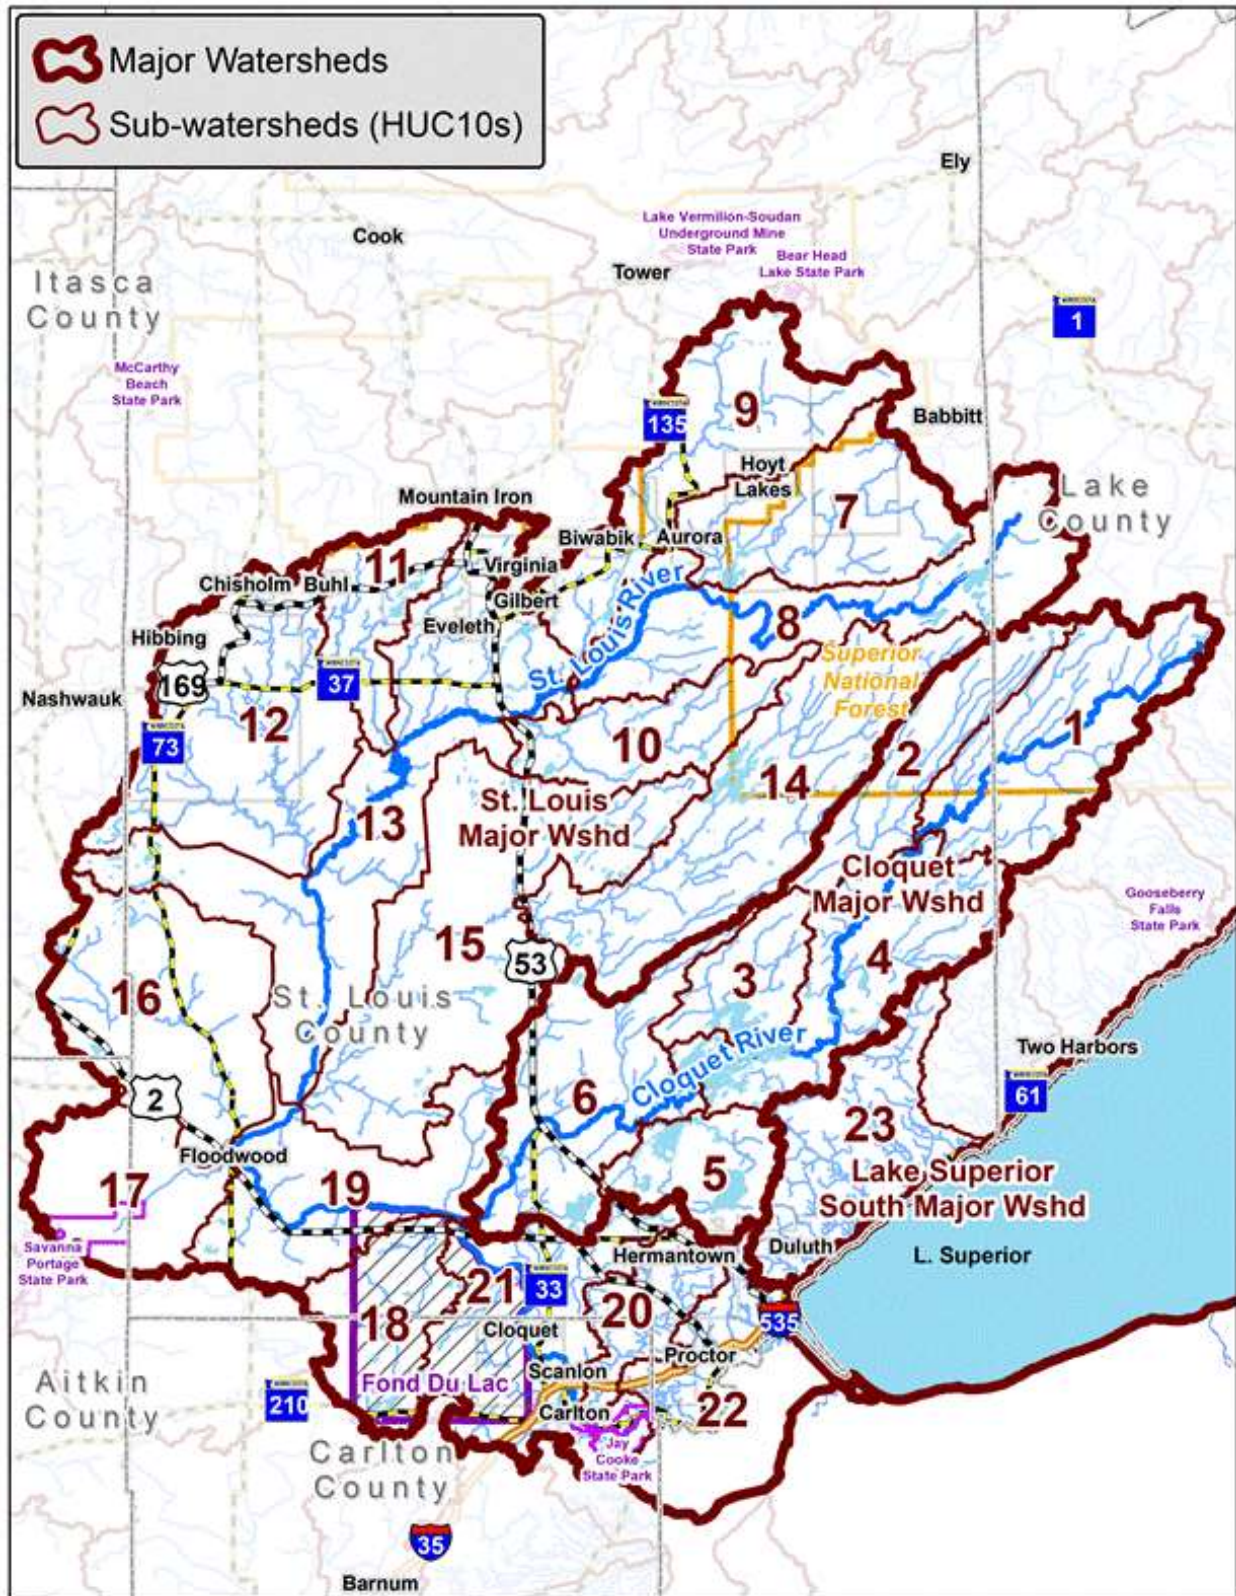 Major Watersheds
Sub-watersheds (HUC10s)
Ely
Lake Vermilion-Soudan
Underground Mine
State Park
Cook
Bear Head
Lake State Park
Tower
Itasca
County
1
McCarthy
Beach
State Park
9
135
Babbitt
Hoyt
Lakes
Lake
County
Mountain Iron
7
Biwabik
Aurora
11
Virginia
Chisholm
Buhl
Gilbert
Eveleth
St. Louis River
8
Hibbing
Superior
National
Forest
169
37
Nashwauk
12
73
10
2
1
14
13
St. Louis
Major Wshd
Cloquet
Major Wshd
Gooseberry
Falls
State Park
15
53
3
4
16
St. Louis
County
Cloquet River
Two Harbors
2
6
61
23
Floodwood
5
Lake Superior
South Major Wshd
17
19
Savanna
Portage
State Park
Hermantown
Duluth
L. Superior
21
33
20
18
Cloquet
535
Proctor
Scanlon
Aitkin
County
Fond Du Lac
210
Carlton
22
Jay
Cooke
State Park
Carlton
County
35
Barnum